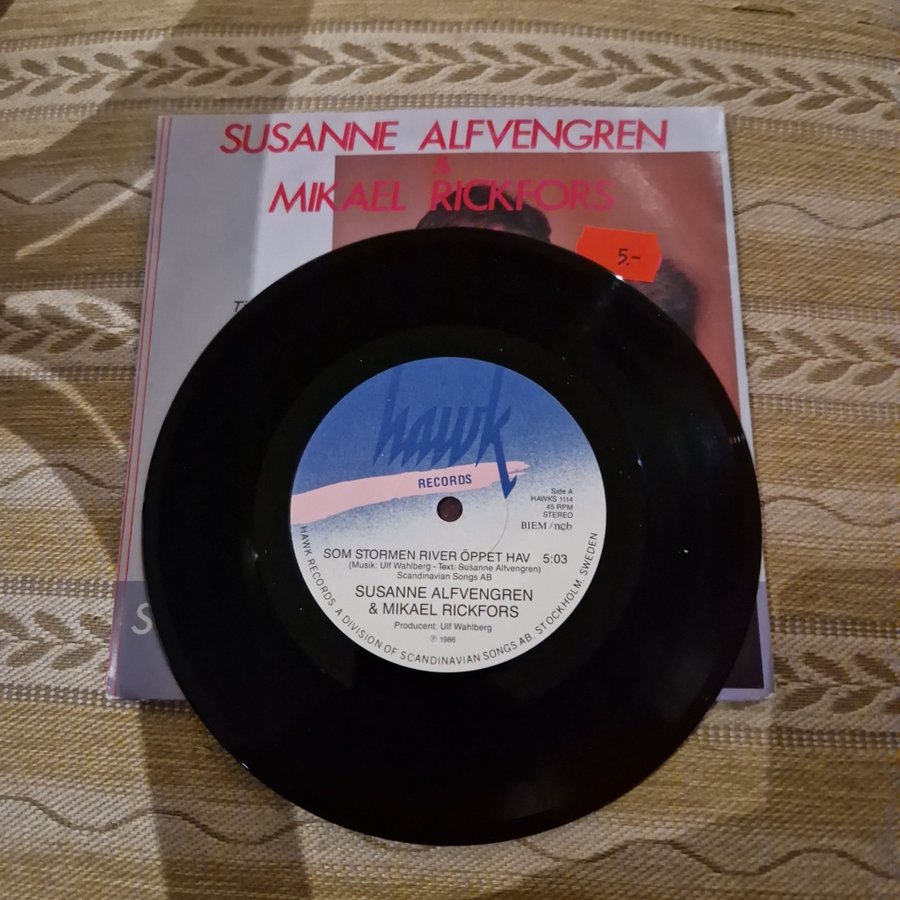 SUSANNE ALFVENGREN
&
MIKAEL RICKFORS
5.-
hawk
RECORDS
Side A
HAWKS 1114
45 RPM
STEREO
BIEM/ncb
SOM STORMEN RIVER ÖPPET HAV 5:03
(Musik: Ulf Wahlberg - Text: Susanne Alfvengren)
Scandinavian Songs AB
SUSANNE ALFVENGREN
& MIKAEL RICKFORS
Producent: Ulf Wahlberg
℗ 1986
HAWK RECORDS. A DIVISION OF SCANDINAVIAN SONGS AB, STOCKHOLM, SWEDEN